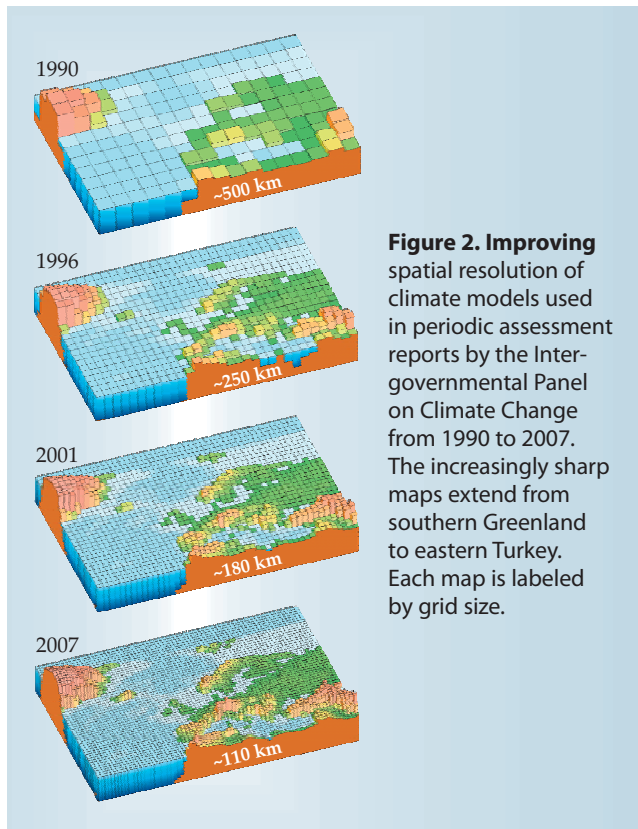 1990
~500 km
1996
~250 km
2001
~180 km
2007
~110 km
Figure 2. Improving
spatial resolution of
climate models used
in periodic assessment
reports by the Inter-
governmental Panel
on Climate Change
from 1990 to 2007.
The increasingly sharp
maps extend from
southern Greenland
to eastern Turkey.
Each map is labeled
by grid size.